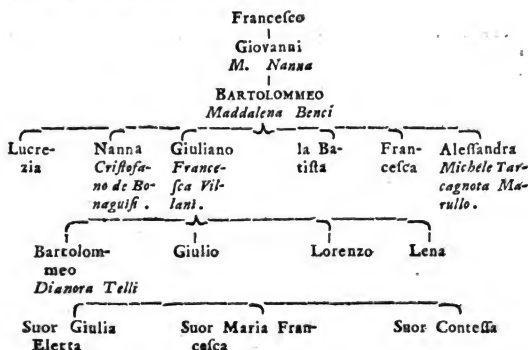 Franceſco
Giovanni
M. Nanna
BARTOLOMMEO
Maddalena Benci
Lucre- Nanna Giuliano la Ba- Fran- Aleſſandra
zia Criſtofa- France- tiſta ceſca Michele Tar-
no de Bo- ſca Vil- cagnota Ma-
naguiſi . lani . rullo .
Bartolom- Giulio Lorenzo Lena
meo
Dianora Telli
Suor Giulia Suor Maria Fran- Suor Conteſſa
Eletta ceſca